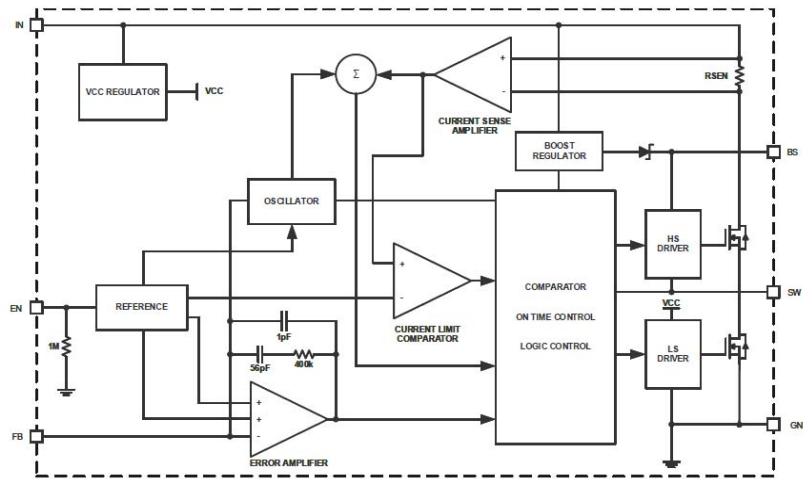 IN
VCC REGULATOR
VCC
Σ
+
-
CURRENT SENSE
AMPLIFIER
RSEN
BOOST
REGULATOR
BS
OSCILLATOR
HS
DRIVER
EN
REFERENCE
1M
+
-
CURRENT LIMIT
COMPARATOR
COMPARATOR
ON TIME CONTROL
LOGIC CONTROL
SW
VCC
LS
DRIVER
1pF
56pF
400k
+
+
-
ERROR AMPLIFIER
FB
GN